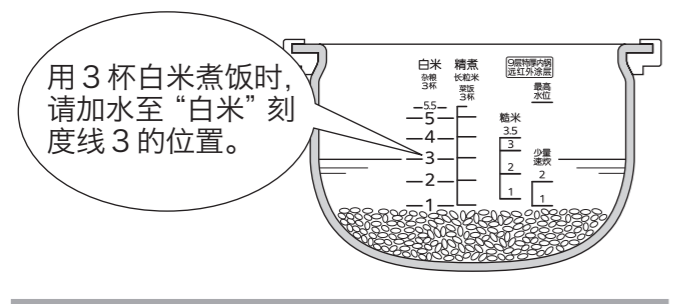 用3杯白米煮饭时,
请加水至“白米”刻
度线3的位置。
白米 精煮
杂粮 长粒米
3杯 菜饭
3杯
9层特厚内锅
远红外涂层
最高
水位
5.5
5
4
3
2
1
糙米
3.5
3
2
1
少量
速炊
2
1